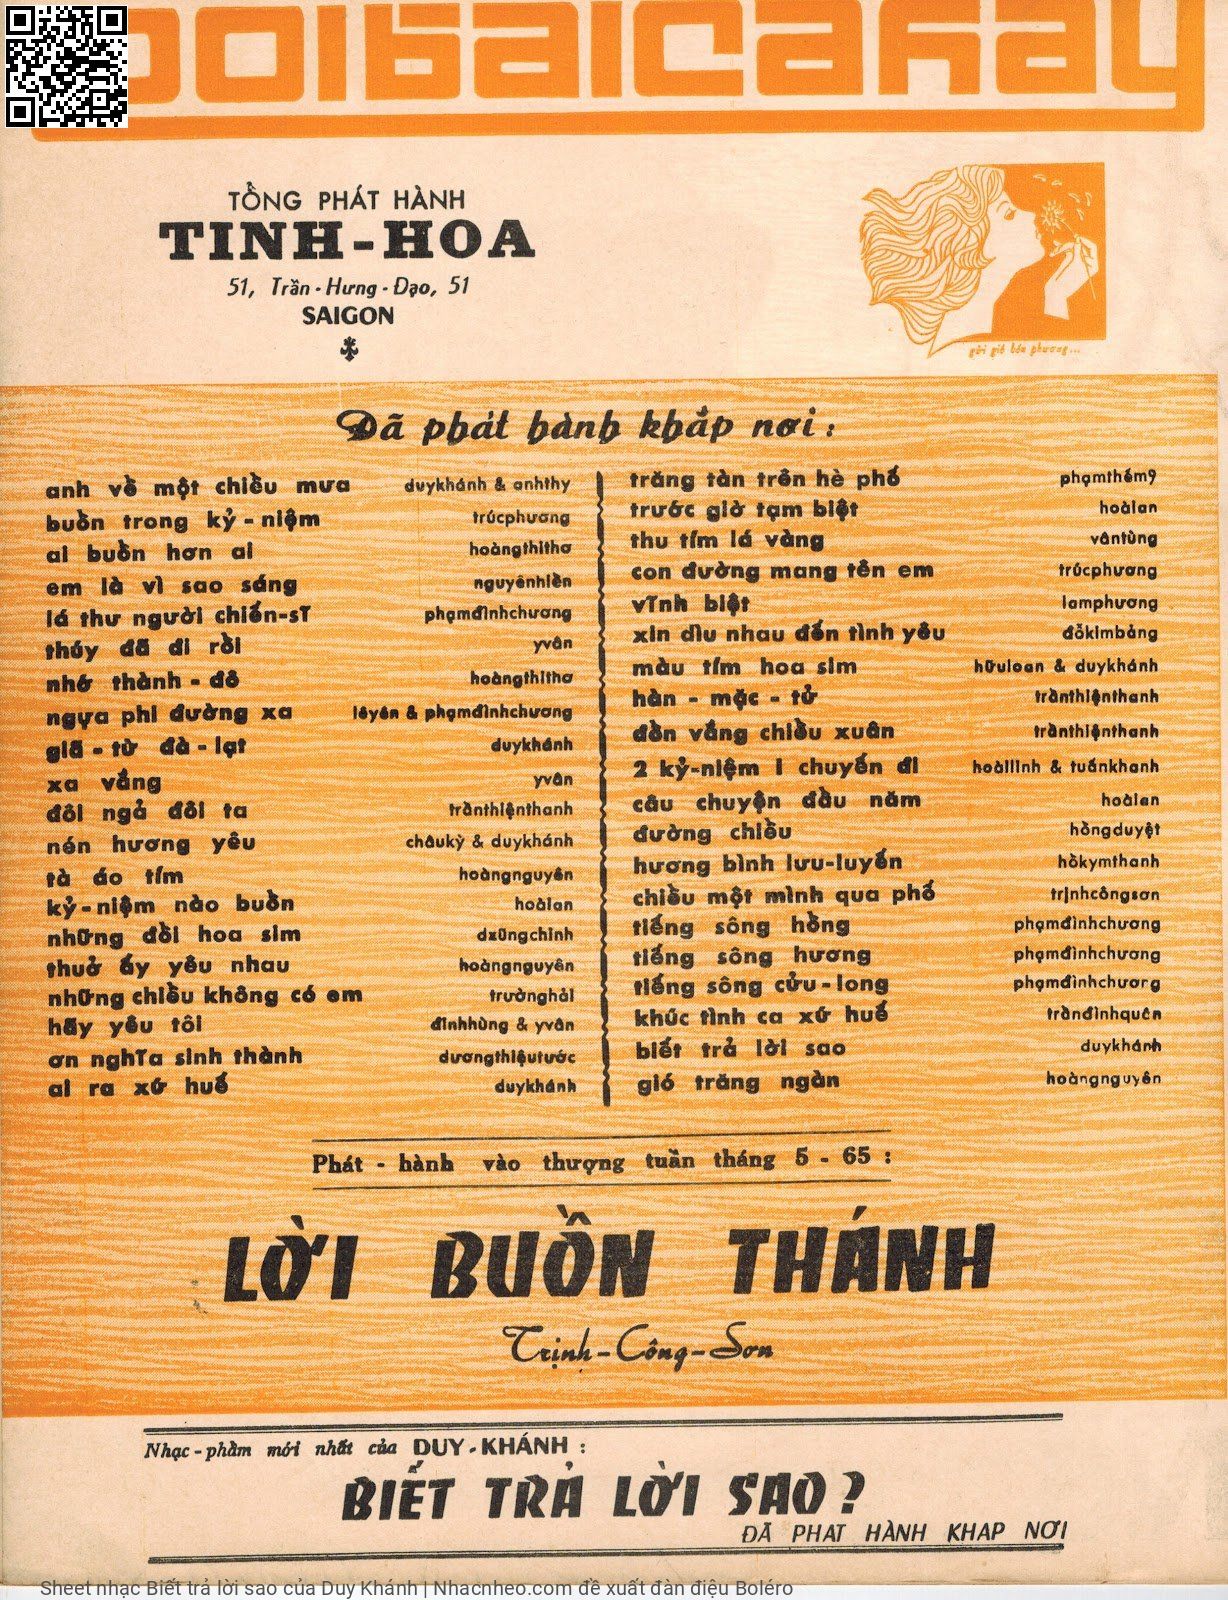 bài ca hay
TỔNG PHÁT HÀNH
TINH-HOA
51, Trần - Hưng - Đạo, 51
SAIGON
gửi gió bốn phương...
Đã phát hành khắp nơi :
anh về một chiều mưa duykhánh & anhthy
buồn trong kỷ - niệm trúcphương
ai buồn hơn ai hoàngthithơ
em là vì sao sáng nguyênhiền
lá thư người chiến-sĩ phạmđìnhchương
thúy đã đi rồi yvân
nhớ thành - đô hoàngthithơ
ngựa phi đường xa lêyên & phạmđìnhchương
giã - từ đà - lạt duykhánh
xa vắng yvân
đôi ngả đôi ta trầnthiệnthanh
nén hương yêu châukỳ & duykhánh
tà áo tím hoàngnguyên
kỷ - niệm nào buồn hoàian
những đồi hoa sim dzũngchinh
thuở ấy yêu nhau hoàngnguyên
những chiều không có em trườnghải
hãy yêu tôi đinhhùng & yvân
ơn nghĩa sinh thành dươngthiệutước
ai ra xứ huế duykhánh
trăng tàn trên hè phố phạmthếm9
trước giờ tạm biệt hoàian
thu tím lá vàng vântùng
con đường mang tên em trúcphương
vĩnh biệt lamphương
xin dìu nhau đến tình yêu đỗkimbảng
màu tím hoa sim hữuloan & duykhánh
hàn - mặc - tử trầnthiệnthanh
đồn vắng chiều xuân trầnthiệnthanh
2 kỷ-niệm 1 chuyến đi hoàilinh & tuấnkhanh
câu chuyện đầu năm hoàian
đường chiều hồngduyệt
hương bình lưu-luyến hồkymthanh
chiều một mình qua phố trịnhcôngsơn
tiếng sông hồng phạmđìnhchương
tiếng sông hương phạmđìnhchương
tiếng sông cửu - long phạmđìnhchương
khúc tình ca xứ huế trầnđìnhquân
biết trả lời sao duykhánh
gió trăng ngàn hoàngnguyên
Phát - hành vào thượng tuần tháng 5 - 65 :
LỜI BUỒN THÁNH
Trịnh - Công - Sơn
Nhạc - phẩm mới nhất của DUY - KHÁNH :
BIẾT TRẢ LỜI SAO ?
ĐÃ PHAT HÀNH KHAP NƠI
Sheet nhạc Biết trả lời sao của Duy Khánh | Nhacnheo.com đề xuất đàn điệu Boléro